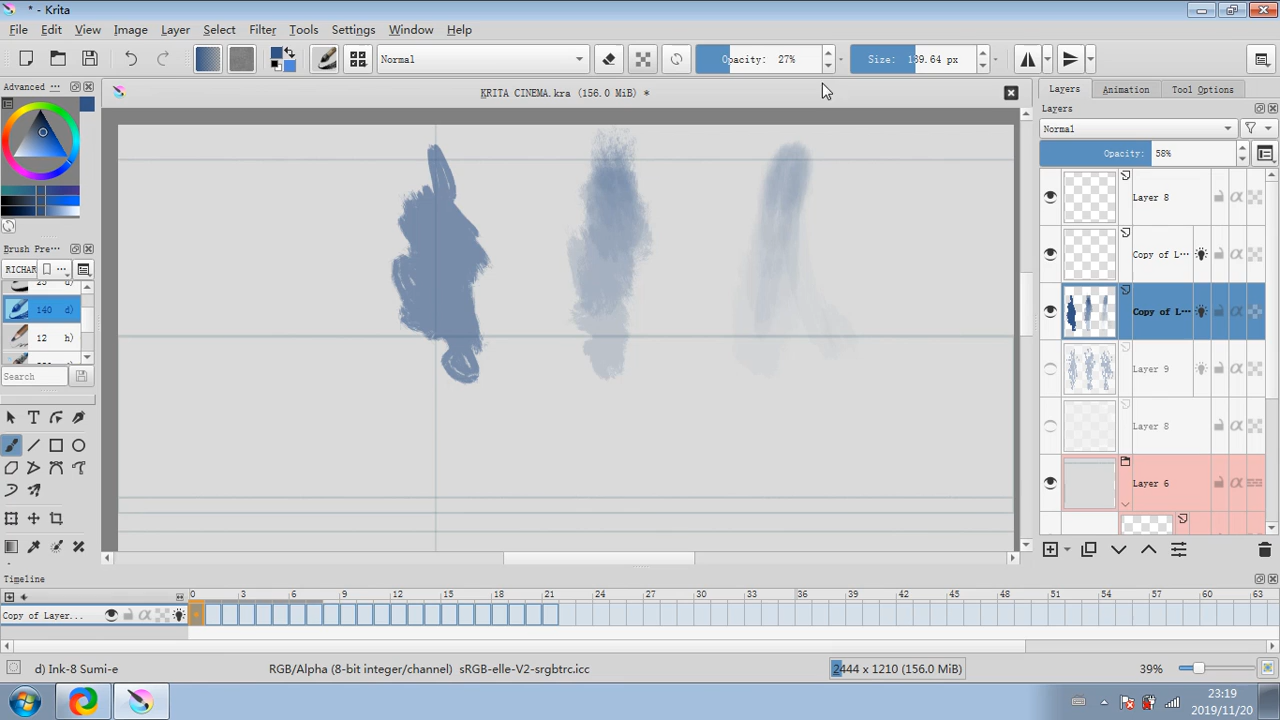 * - Krita
File Edit View Image Layer Select Filter Tools Settings Window Help
Normal Opacity: 27% Size: 139.64 px
Advanced ...
KRITA CINEMA.kra (156.0 MiB) *
Layers Animation Tool Options
Layers
Normal
Opacity: 58%
Layer 8
Copy of L...
Copy of L...
Layer 9
Layer 8
Layer 6
Brush Pre...
RICHAR ...
140 d)
12 h)
Search
Timeline
0 3 6 9 12 15 18 21 24 27 30 33 36 39 42 45 48 51 54 57 60 63
Copy of Layer...
d) Ink-8 Sumi-e RGB/Alpha (8-bit integer/channel) sRGB-elle-V2-srgbtrc.icc 2444 x 1210 (156.0 MiB) 39%
23:19
2019/11/20